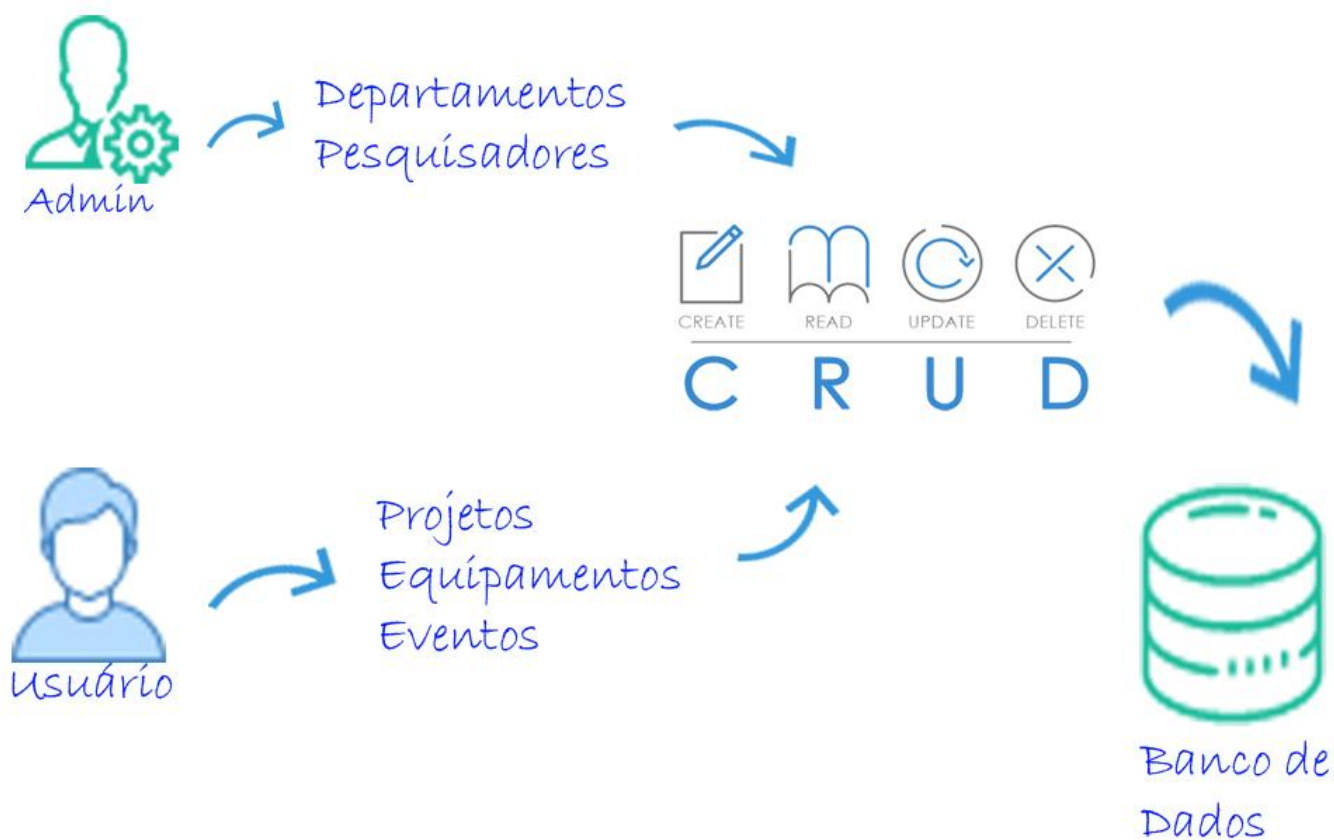 Departamentos
Pesquisadores
Admin
CREATE READ UPDATE DELETE
C R U D
Projetos
Equipamentos
Eventos
Usuário
Banco de
Dados